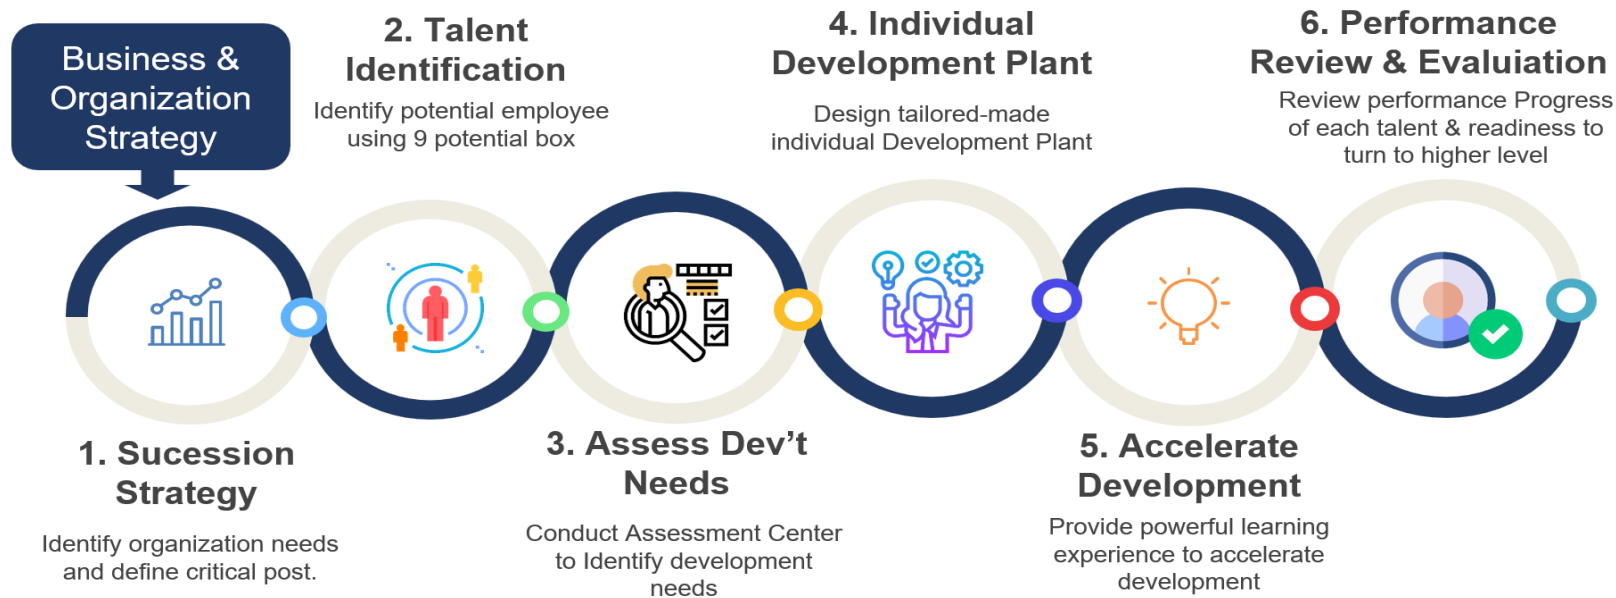 Business &
Organization
Strategy
1. Sucession
Strategy
Identify organization needs
and define critical post.
2. Talent
Identification
Identify potential employee
using 9 potential box
3. Assess Dev’t
Needs
Conduct Assessment Center
to Identify development
needs
4. Individual
Development Plant
Design tailored-made
individual Development Plant
5. Accelerate
Development
Provide powerful learning
experience to accelerate
development
6. Performance
Review & Evaluiation
Review performance Progress
of each talent & readiness to
turn to higher level